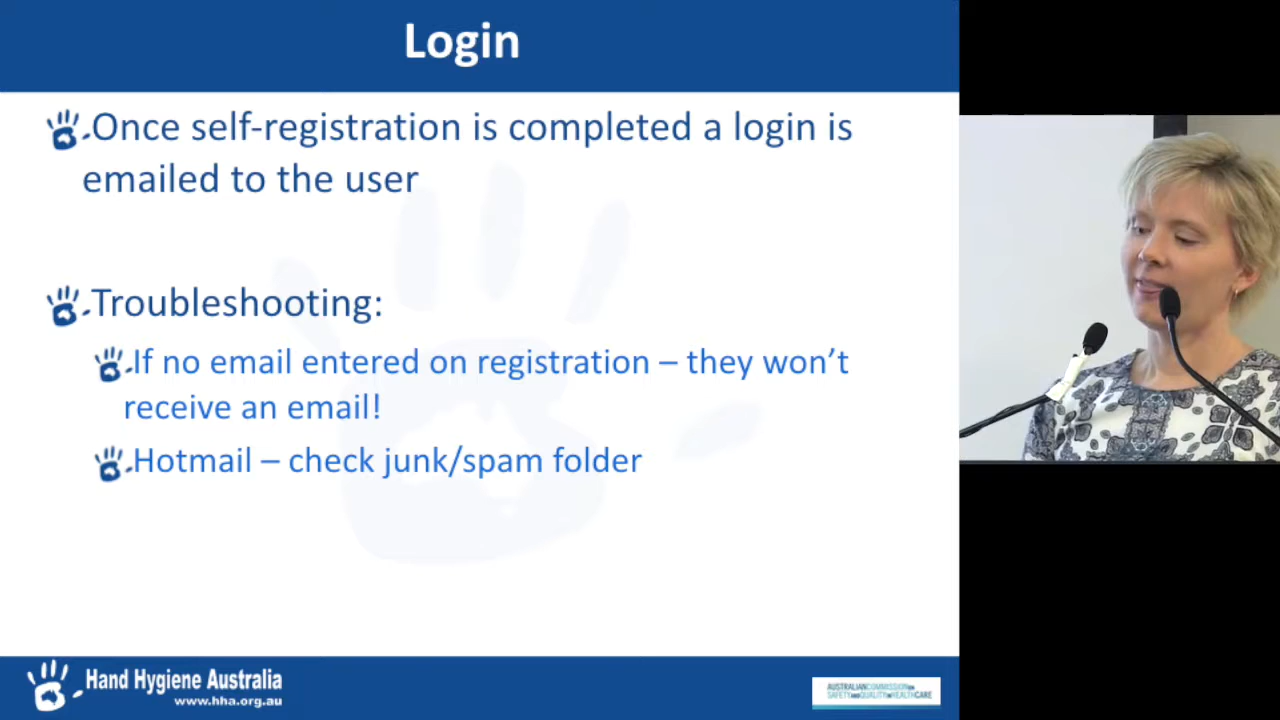 Login
Once self-registration is completed a login is
emailed to the user
Troubleshooting:
If no email entered on registration – they won’t
receive an email!
Hotmail – check junk/spam folder
Hand Hygiene Australia
www.hha.org.au
AUSTRALIAN COMMISSION ON
SAFETY AND QUALITY IN HEALTH CARE